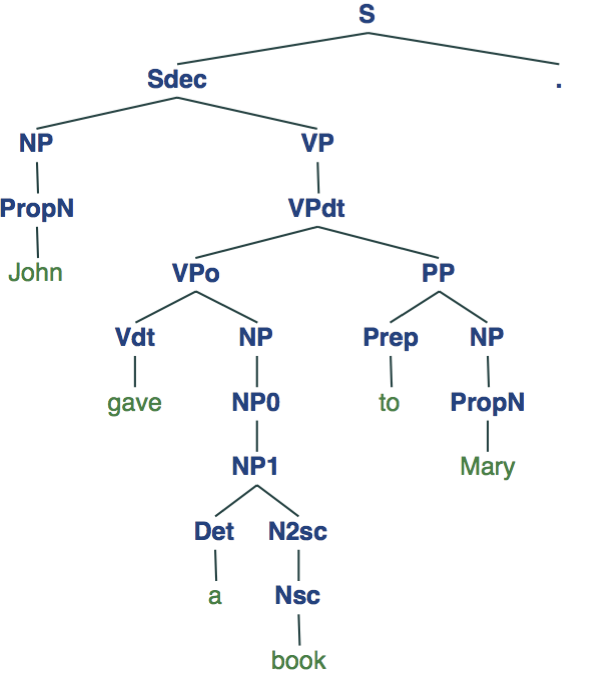 S
Sdec .
NP VP
PropN VPdt
John VPo PP
Vdt NP Prep NP
gave NP0 to PropN
NP1 Mary
Det N2sc
a Nsc
book